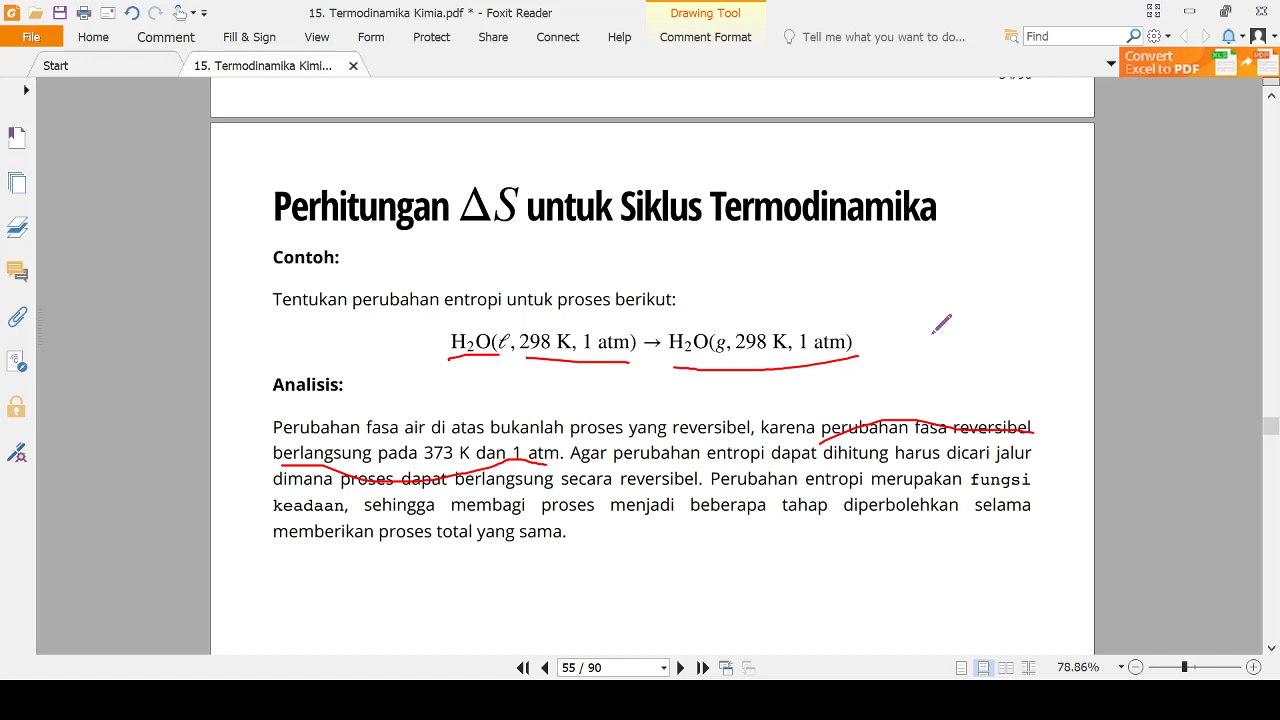 15. Termodinamika Kimia.pdf * - Foxit Reader
Drawing Tool
File Home Comment Fill & Sign View Form Protect Share Connect Help Comment Format Tell me what you want to do... Find
Start 15. Termodinamika Kimi...
Convert
Excel to PDF
Perhitungan ΔS untuk Siklus Termodinamika
Contoh:
Tentukan perubahan entropi untuk proses berikut:
H₂O(ℓ, 298 K, 1 atm) → H₂O(g, 298 K, 1 atm)
Analisis:
Perubahan fasa air di atas bukanlah proses yang reversibel, karena perubahan fasa reversibel
berlangsung pada 373 K dan 1 atm. Agar perubahan entropi dapat dihitung harus dicari jalur
dimana proses dapat berlangsung secara reversibel. Perubahan entropi merupakan fungsi
keadaan, sehingga membagi proses menjadi beberapa tahap diperbolehkan selama
memberikan proses total yang sama.
55 / 90
78.86%